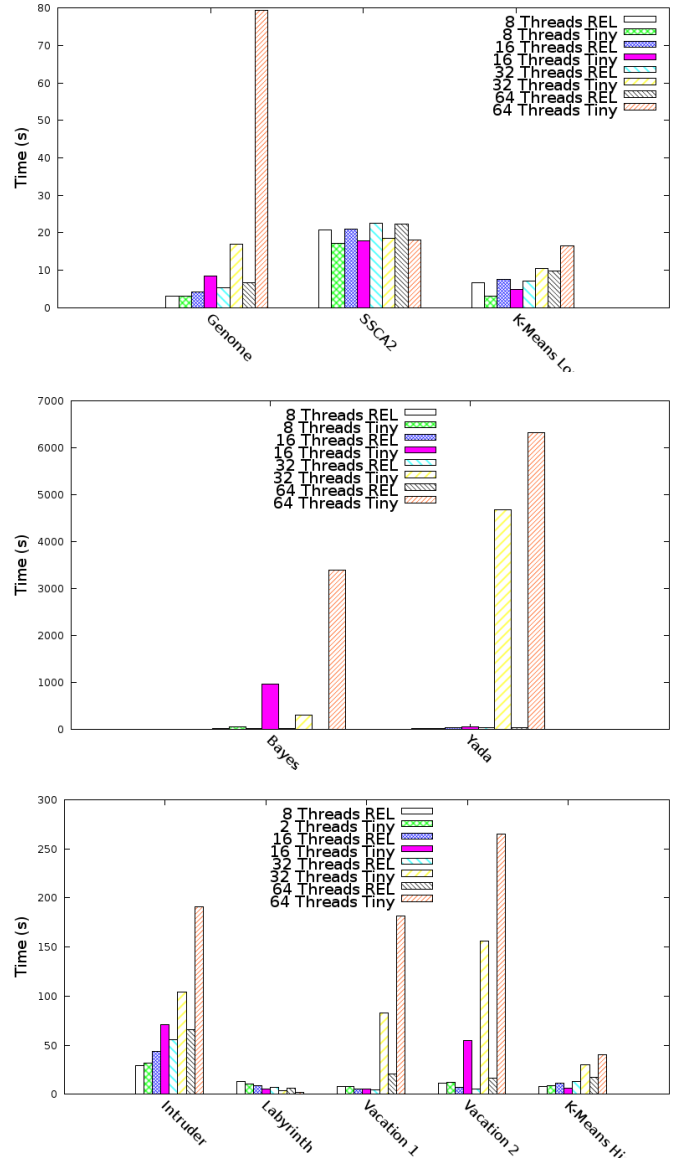 80
70
60
50
40
30
20
10
0
Time (s)
8 Threads REL
8 Threads Tiny
16 Threads REL
16 Threads Tiny
32 Threads REL
32 Threads Tiny
64 Threads REL
64 Threads Tiny
Genome
SSCA2
K-Means Lo
7000
6000
5000
4000
3000
2000
1000
0
Time (s)
8 Threads REL
8 Threads Tiny
16 Threads REL
16 Threads Tiny
32 Threads REL
32 Threads Tiny
64 Threads REL
64 Threads Tiny
Bayes
Yada
300
250
200
150
100
50
0
Time (s)
8 Threads REL
2 Threads Tiny
16 Threads REL
16 Threads Tiny
32 Threads REL
32 Threads Tiny
64 Threads REL
64 Threads Tiny
Intruder
Labyrinth
Vacation 1
Vacation 2
K-Means Hi